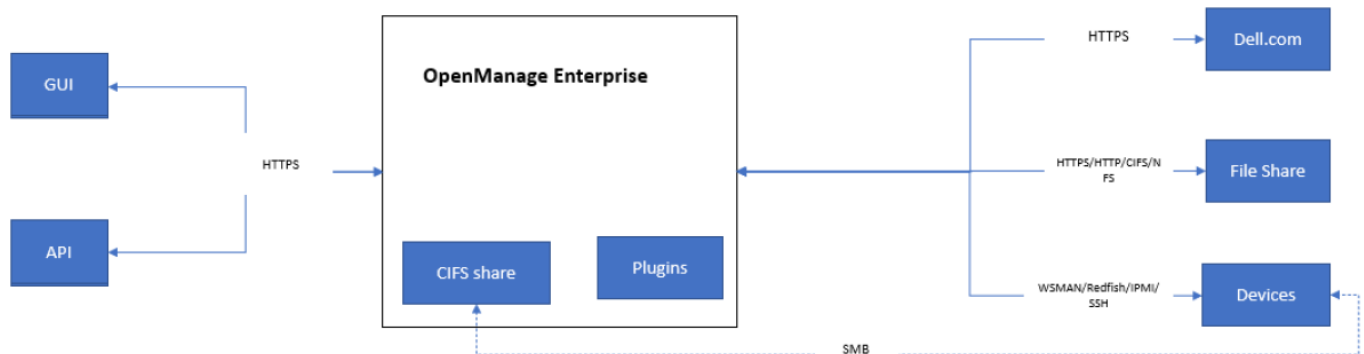 HTTPS
Dell.com
GUI
OpenManage Enterprise
HTTPS
HTTPS/HTTP/CIFS/N
FS
File Share
API
CIFS share
Plugins
WSMAN/Redfish/IPMI/
SSH
Devices
SMB